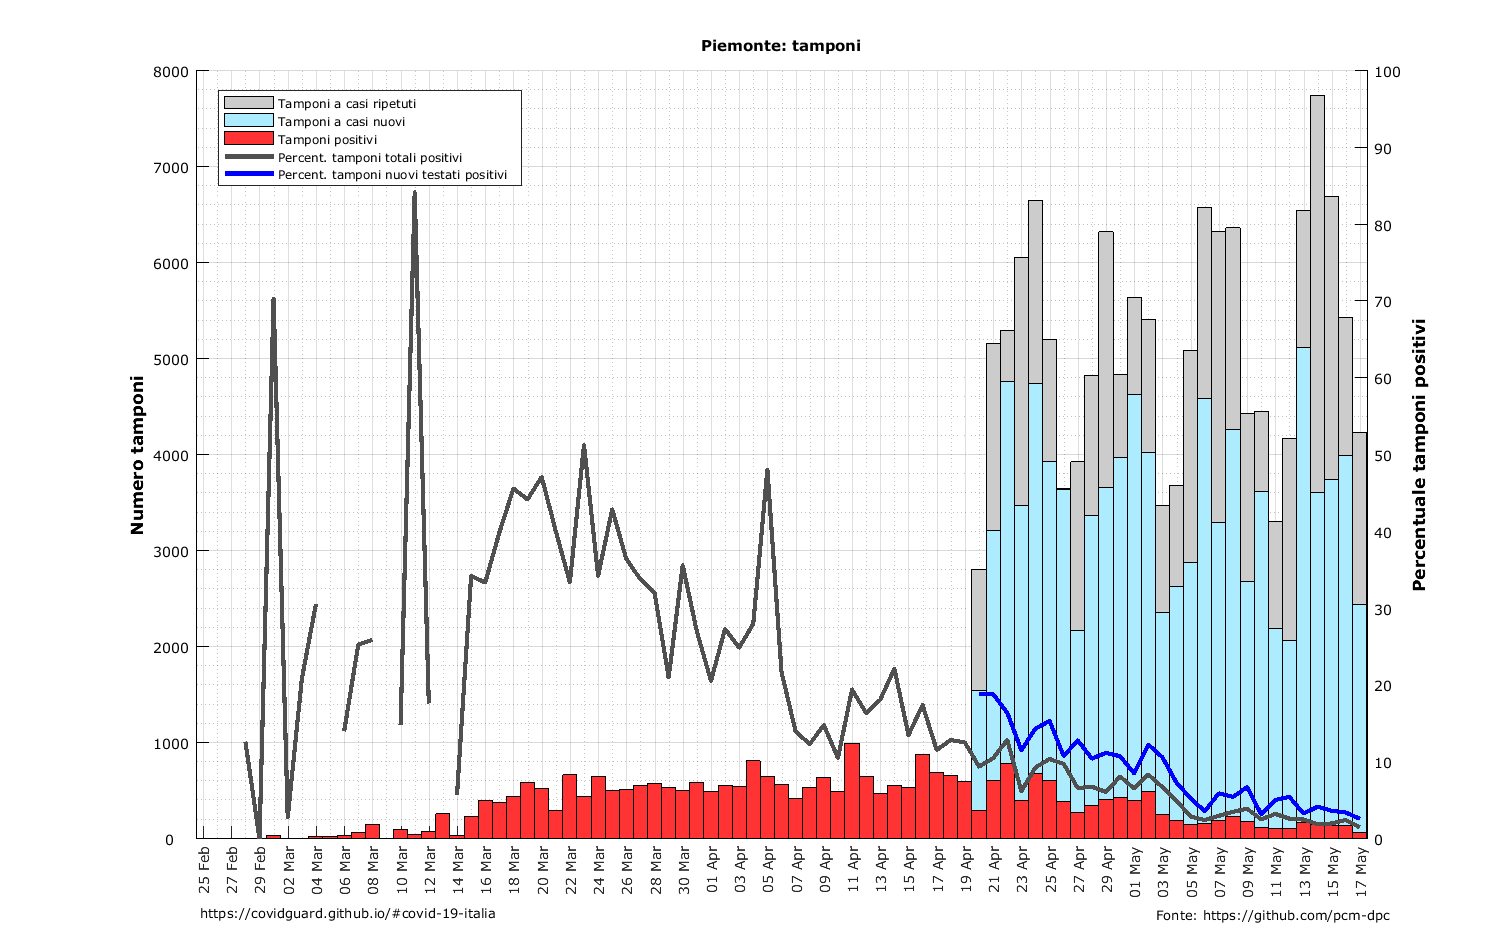 Piemonte: tamponi
Tamponi a casi ripetuti
Tamponi a casi nuovi
Tamponi positivi
Percent. tamponi totali positivi
Percent. tamponi nuovi testati positivi
Numero tamponi
8000
7000
6000
5000
4000
3000
2000
1000
0
100
90
80
70
60
50
40
30
20
10
0
Percentuale tamponi positivi
25 Feb
27 Feb
29 Feb
02 Mar
04 Mar
06 Mar
08 Mar
10 Mar
12 Mar
14 Mar
16 Mar
18 Mar
20 Mar
22 Mar
24 Mar
26 Mar
28 Mar
30 Mar
01 Apr
03 Apr
05 Apr
07 Apr
09 Apr
11 Apr
13 Apr
15 Apr
17 Apr
19 Apr
21 Apr
23 Apr
25 Apr
27 Apr
29 Apr
01 May
03 May
05 May
07 May
09 May
11 May
13 May
15 May
17 May
https://covidguard.github.io/#covid-19-italia
Fonte: https://github.com/pcm-dpc